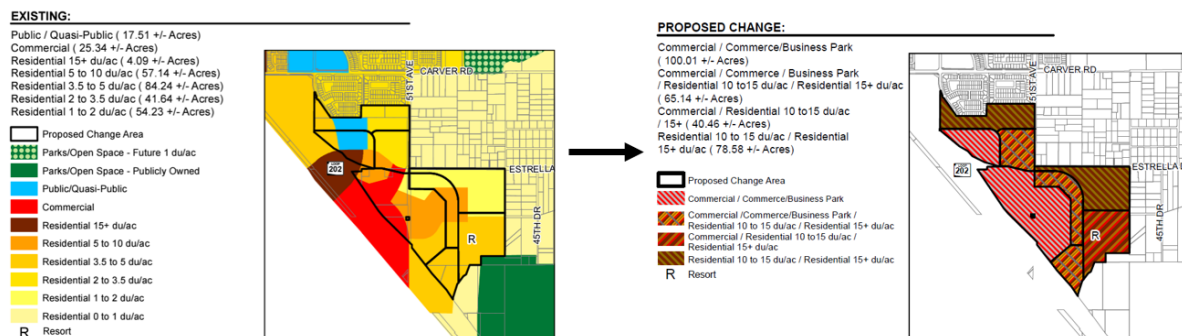 EXISTING:
Public / Quasi-Public ( 17.51 +/- Acres)
Commercial ( 25.34 +/- Acres)
Residential 15+ du/ac ( 4.09 +/- Acres)
Residential 5 to 10 du/ac ( 57.14 +/- Acres)
Residential 3.5 to 5 du/ac ( 84.24 +/- Acres)
Residential 2 to 3.5 du/ac ( 41.64 +/- Acres)
Residential 1 to 2 du/ac ( 54.23 +/- Acres)
Proposed Change Area
Parks/Open Space - Future 1 du/ac
Parks/Open Space - Publicly Owned
Public/Quasi-Public
Commercial
Residential 15+ du/ac
Residential 5 to 10 du/ac
Residential 3.5 to 5 du/ac
Residential 2 to 3.5 du/ac
Residential 1 to 2 du/ac
Residential 0 to 1 du/ac
R Resort
51ST AVE
CARVER RD
ESTRELLA
202
45TH DR
R
PROPOSED CHANGE:
Commercial / Commerce/Business Park
( 100.01 +/- Acres)
Commercial / Commerce / Business Park
/ Residential 10 to15 du/ac / Residential 15+ du/ac
( 65.14 +/- Acres)
Commercial / Residential 10 to15 du/ac
/ 15+ ( 40.46 +/- Acres)
Residential 10 to 15 du/ac / Residential
15+ du/ac ( 78.58 +/- Acres)
Proposed Change Area
Commercial / Commerce/Business Park
Commercial /Commerce/Business Park /
Residential 10 to 15 du/ac / Residential 15+ du/ac
Commercial / Residential 10 to15 du/ac /
Residential 15+ du/ac
Residential 10 to 15 du/ac / Residential 15+ du/ac
R Resort
51ST AVE
CARVER RD
ESTRELLA D
202
45TH DR
R